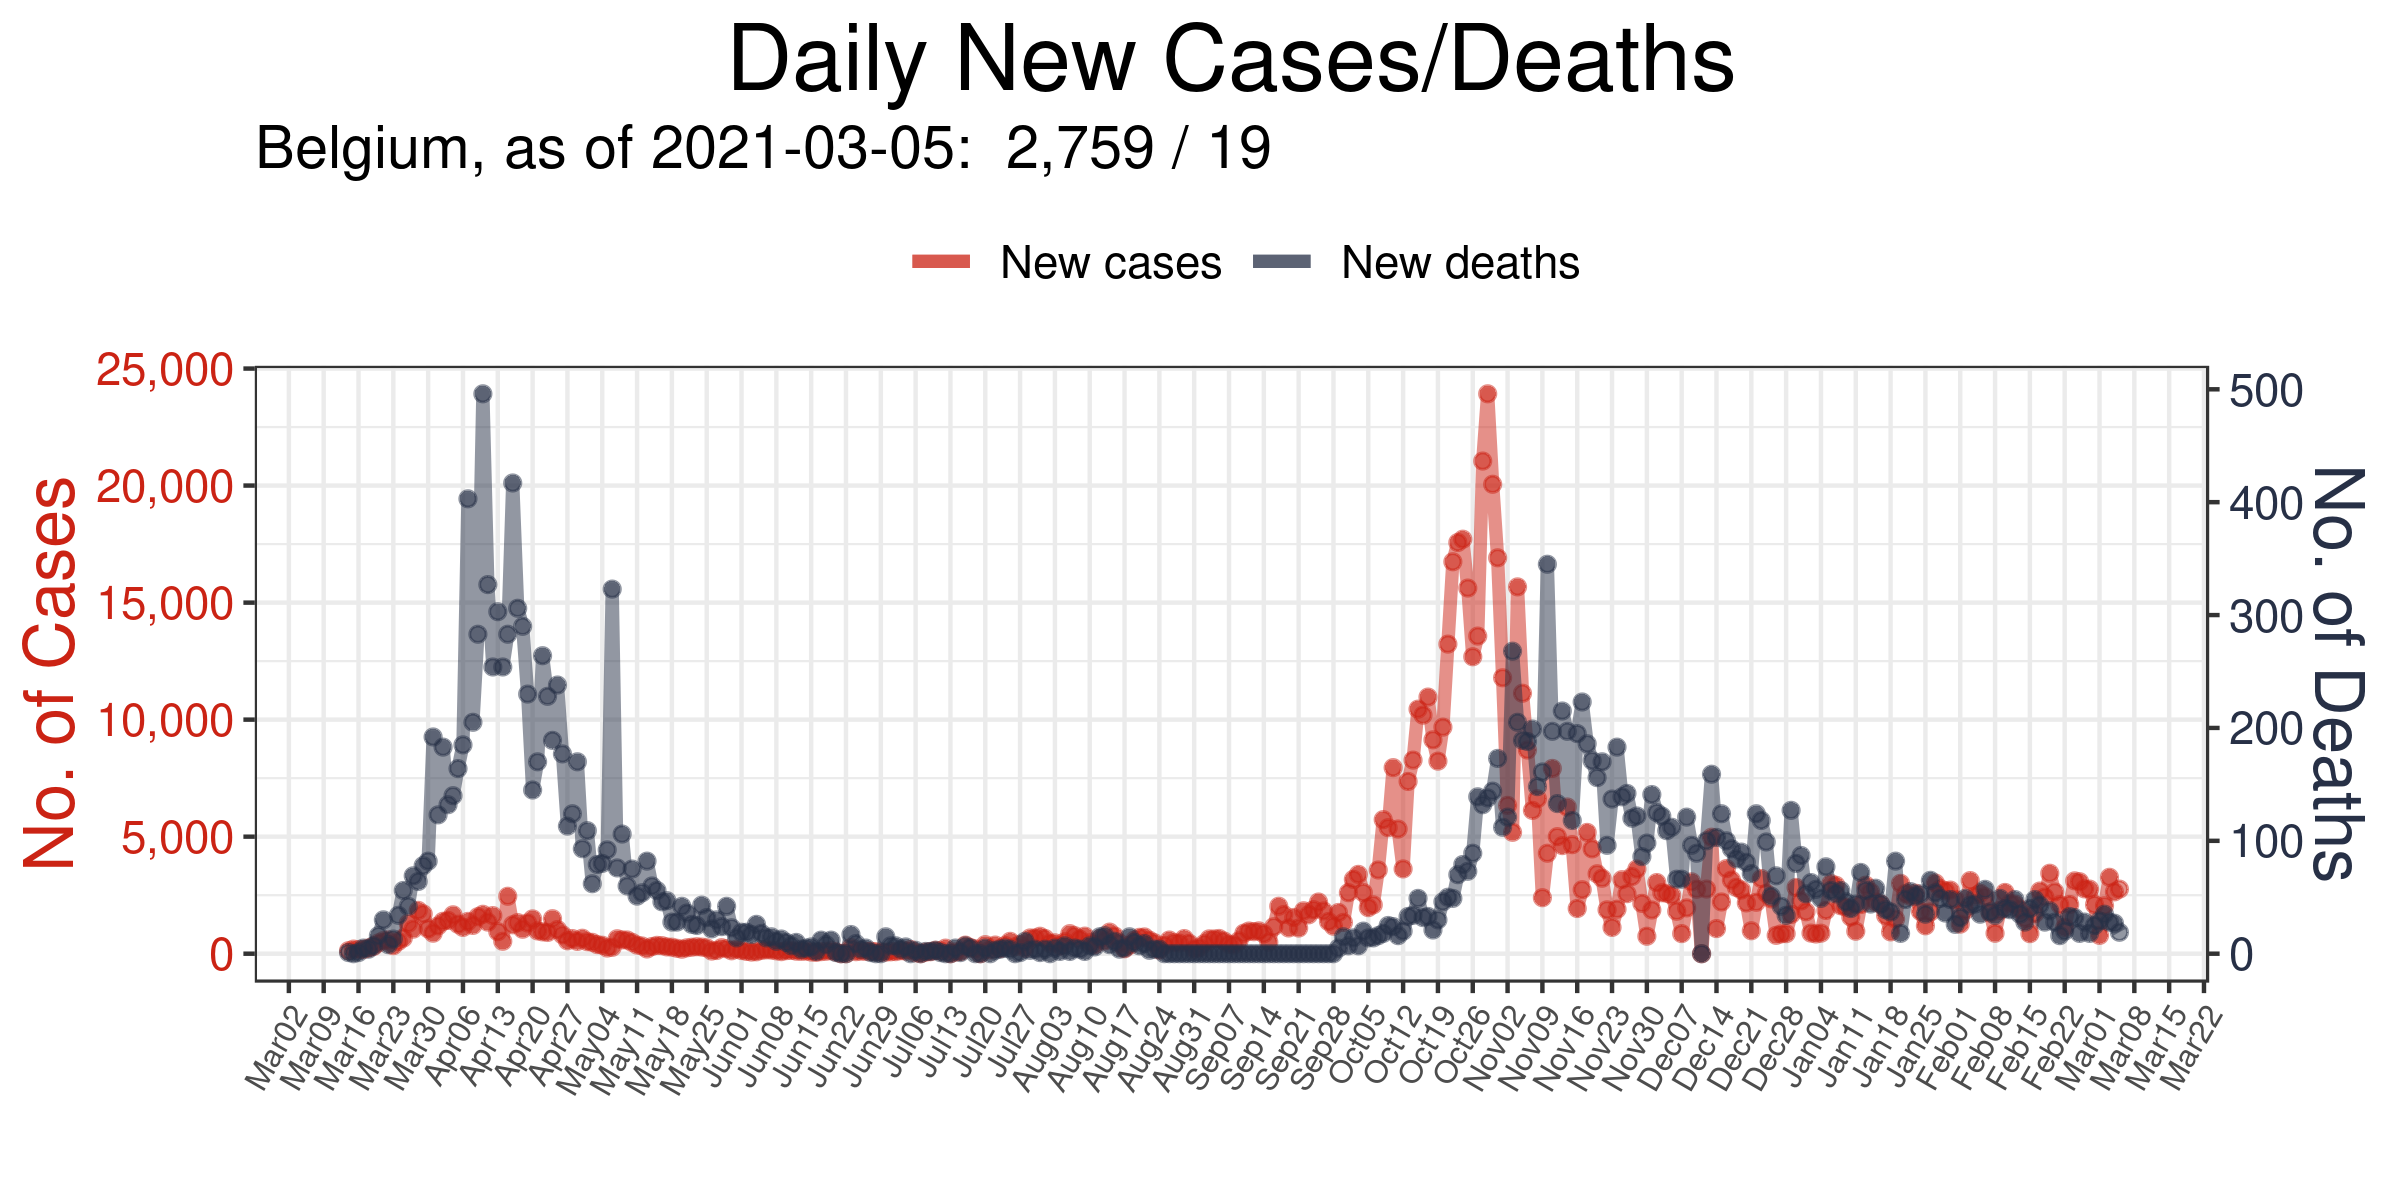 Daily New Cases/Deaths
Belgium, as of 2021-03-05: 2,759 / 19
New cases
New deaths
No. of Cases
25,000
20,000
15,000
10,000
5,000
0
500
400
300
200
100
0
No. of Deaths
Mar02
Mar09
Mar16
Mar23
Mar30
Apr06
Apr13
Apr20
Apr27
May04
May11
May18
May25
Jun01
Jun08
Jun15
Jun22
Jun29
Jul06
Jul13
Jul20
Jul27
Aug03
Aug10
Aug17
Aug24
Aug31
Sep07
Sep14
Sep21
Sep28
Oct05
Oct12
Oct19
Oct26
Nov02
Nov09
Nov16
Nov23
Nov30
Dec07
Dec14
Dec21
Dec28
Jan04
Jan11
Jan18
Jan25
Feb01
Feb08
Feb15
Feb22
Mar01
Mar08
Mar15
Mar22